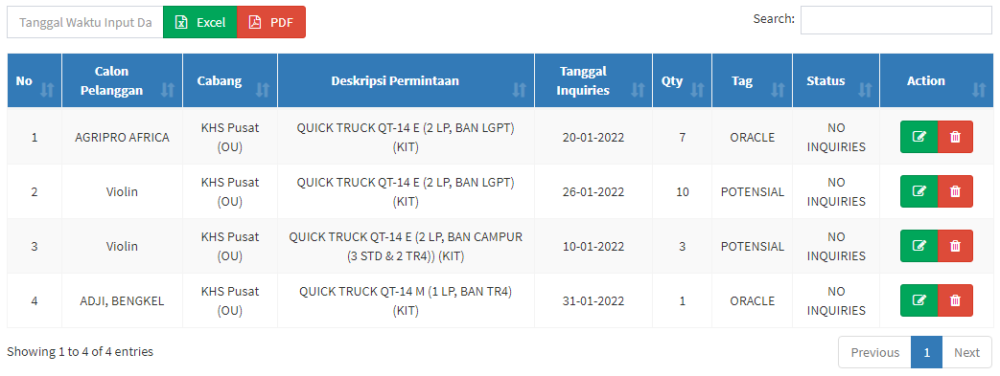 Tanggal Waktu Input Da Excel PDF Search:
No Calon Pelanggan Cabang Deskripsi Permintaan Tanggal Inquiries Qty Tag Status Action
1 AGRIPRO AFRICA KHS Pusat (OU) QUICK TRUCK QT-14 E (2 LP, BAN LGPT) (KIT) 20-01-2022 7 ORACLE NO INQUIRIES
2 Violin KHS Pusat (OU) QUICK TRUCK QT-14 E (2 LP, BAN LGPT) (KIT) 26-01-2022 10 POTENSIAL NO INQUIRIES
3 Violin KHS Pusat (OU) QUICK TRUCK QT-14 E (2 LP, BAN CAMPUR (3 STD & 2 TR4)) (KIT) 10-01-2022 3 POTENSIAL NO INQUIRIES
4 ADJI, BENGKEL KHS Pusat (OU) QUICK TRUCK QT-14 M (1 LP, BAN TR4) (KIT) 31-01-2022 1 ORACLE NO INQUIRIES
Showing 1 to 4 of 4 entries Previous 1 Next